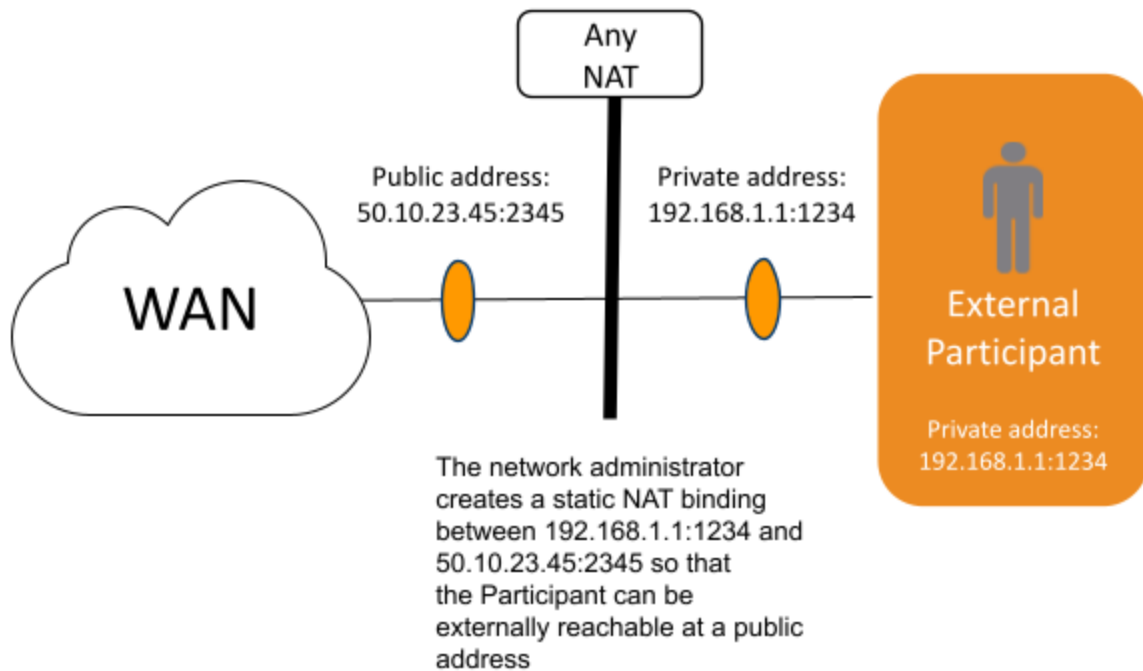 Any
NAT
Public address:
50.10.23.45:2345
Private address:
192.168.1.1:1234
WAN
External
Participant
Private address:
192.168.1.1:1234
The network administrator
creates a static NAT binding
between 192.168.1.1:1234 and
50.10.23.45:2345 so that
the Participant can be
externally reachable at a public
address